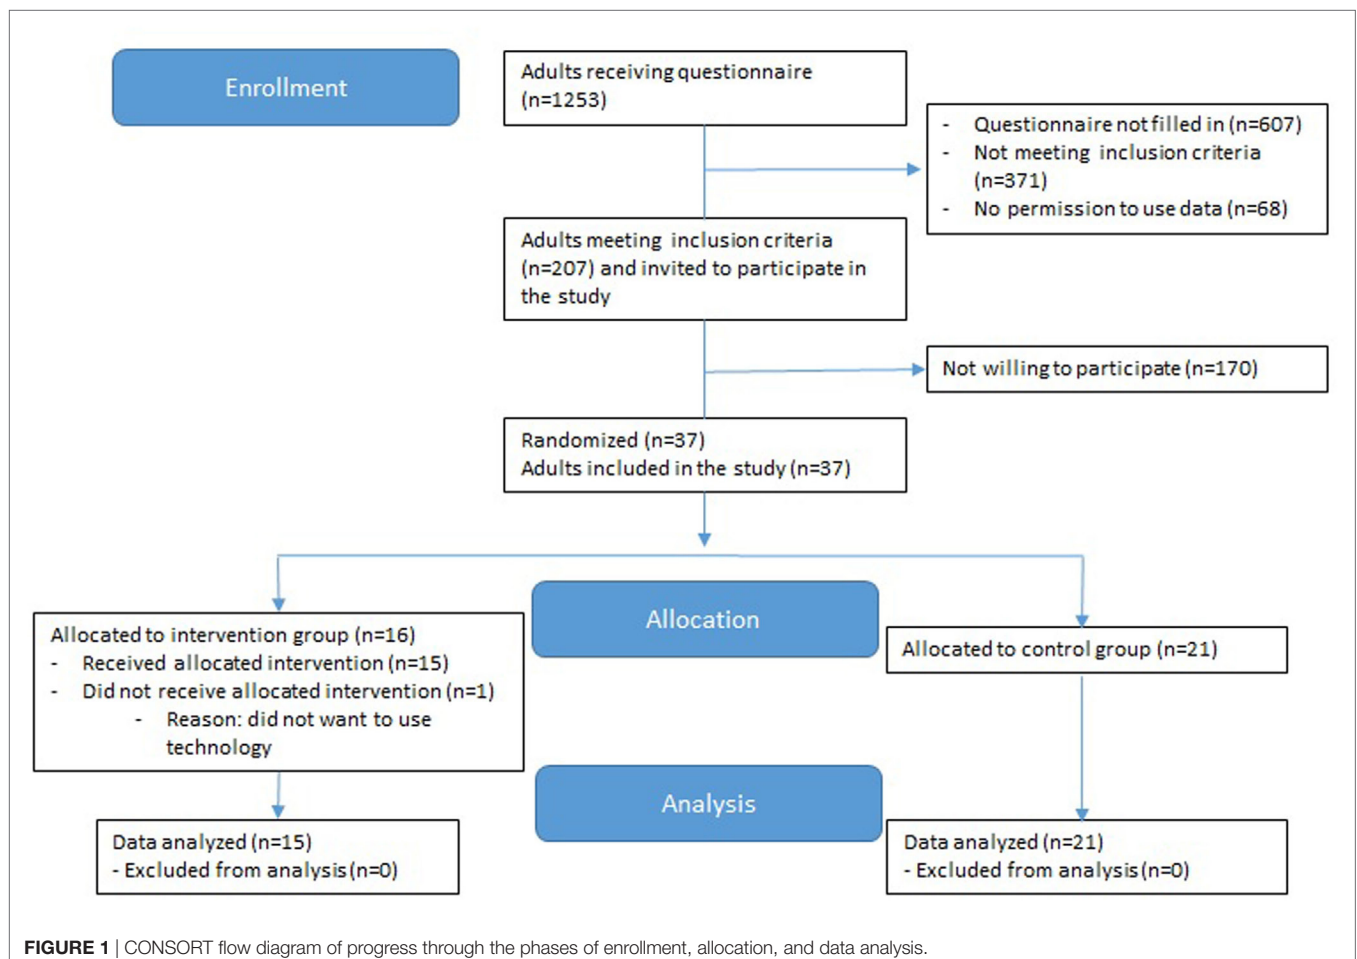 Enrollment
Adults receiving questionnaire
(n=1253)
- Questionnaire not filled in (n=607)
- Not meeting inclusion criteria
(n=371)
- No permission to use data (n=68)
Adults meeting inclusion criteria
(n=207) and invited to participate in
the study
Not willing to participate (n=170)
Randomized (n=37)
Adults included in the study (n=37)
Allocation
Allocated to intervention group (n=16)
- Received allocated intervention (n=15)
- Did not receive allocated intervention (n=1)
- Reason: did not want to use
technology
Allocated to control group (n=21)
Analysis
Data analyzed (n=15)
- Excluded from analysis (n=0)
Data analyzed (n=21)
- Excluded from analysis (n=0)
FIGURE 1 | CONSORT flow diagram of progress through the phases of enrollment, allocation, and data analysis.